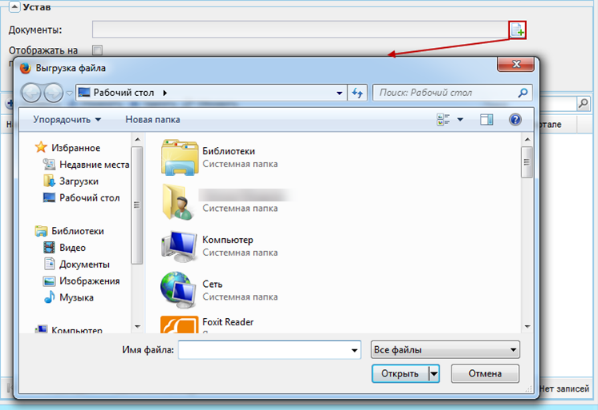 Устав
Документы:
Отображать на
Выгрузка файла
Рабочий стол
Поиск: Рабочий стол
Упорядочить
Новая папка
Избранное
Недавние места
Загрузки
Рабочий стол
Библиотеки
Видео
Документы
Изображения
Музыка
Компьютер
Библиотеки
Системная папка
Системная папка
Компьютер
Системная папка
Сеть
Системная папка
Foxit Reader
Имя файла:
Все файлы
Открыть
Отмена
Нет записей